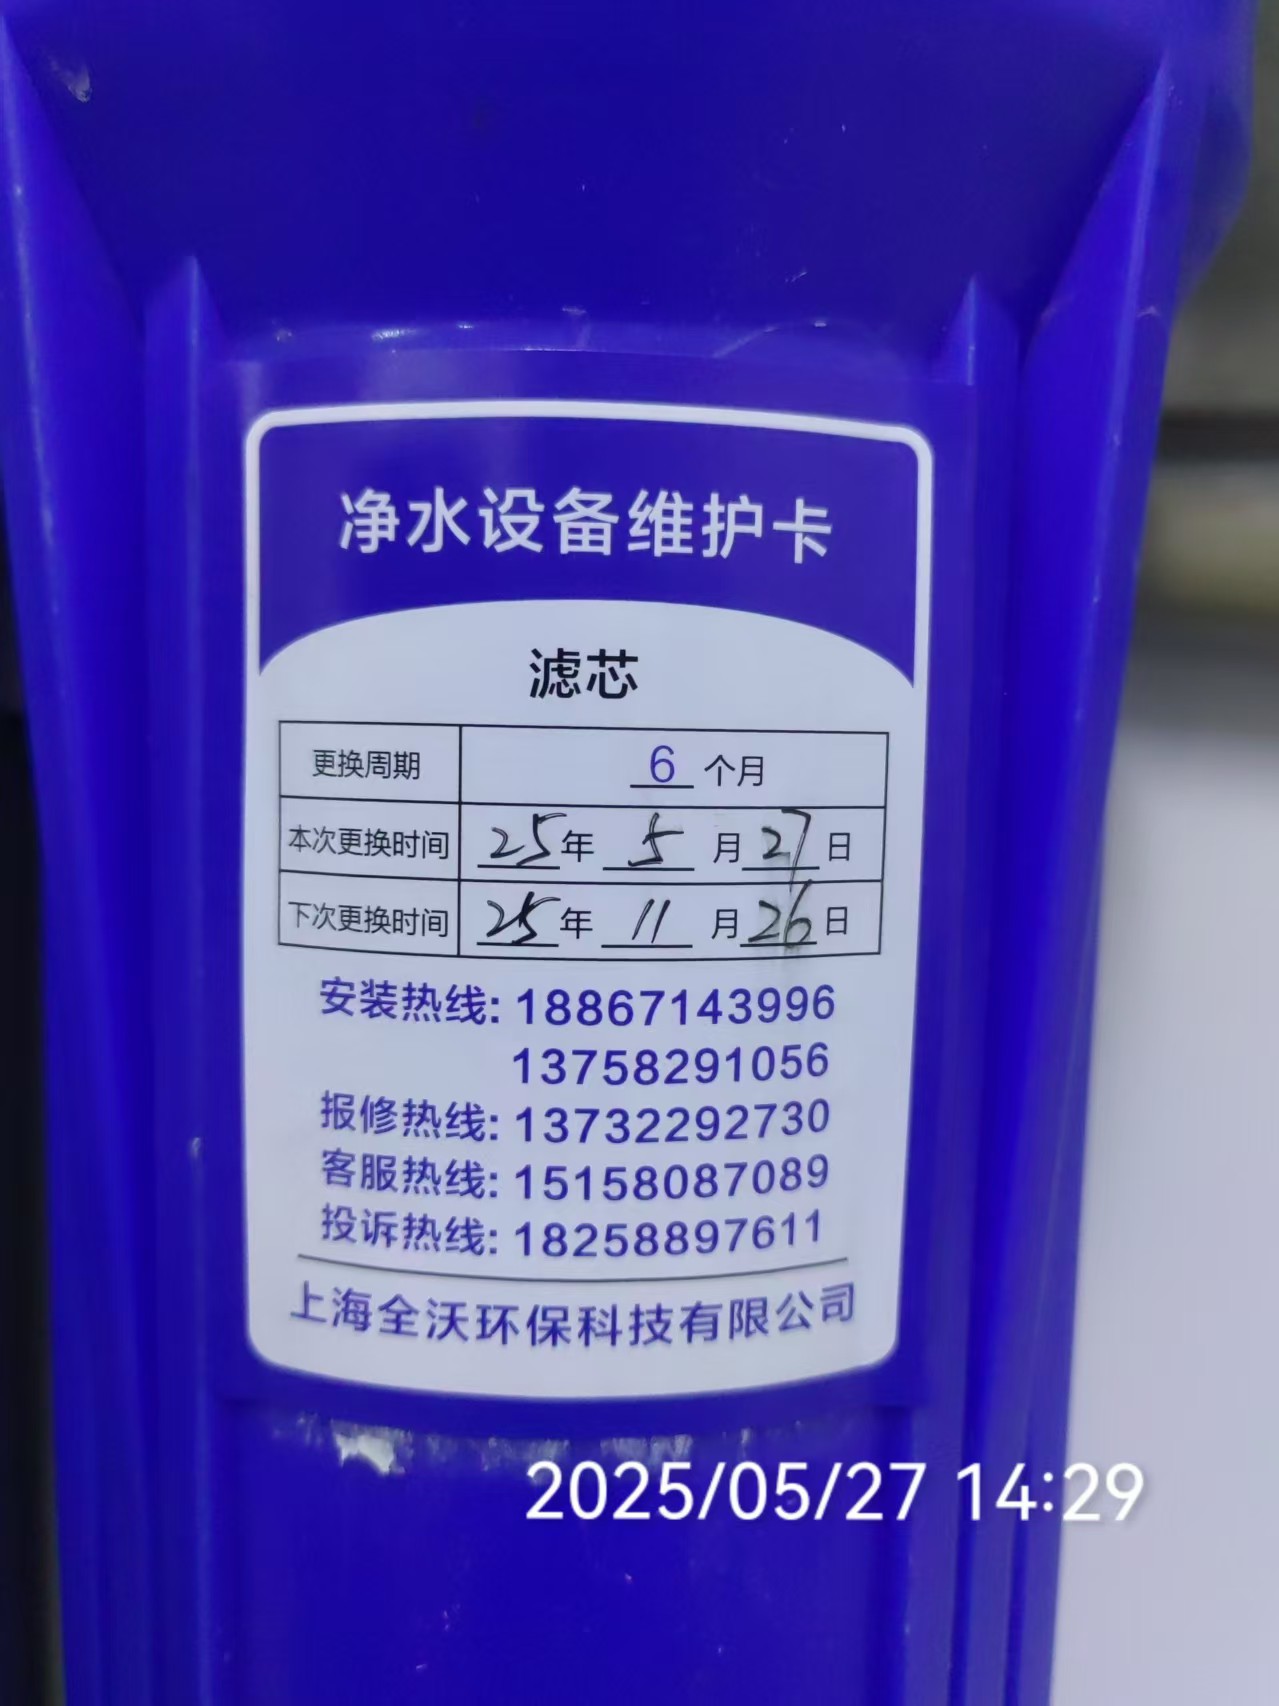 净水设备维护卡
滤芯
更换周期 6 个月
本次更换时间 25 年 5 月 27 日
下次更换时间 25 年 11 月 26 日
安装热线: 18867143996
13758291056
报修热线: 13732292730
客服热线: 15158087089
投诉热线: 18258897611
上海全沃环保科技有限公司
2025/05/27 14:29